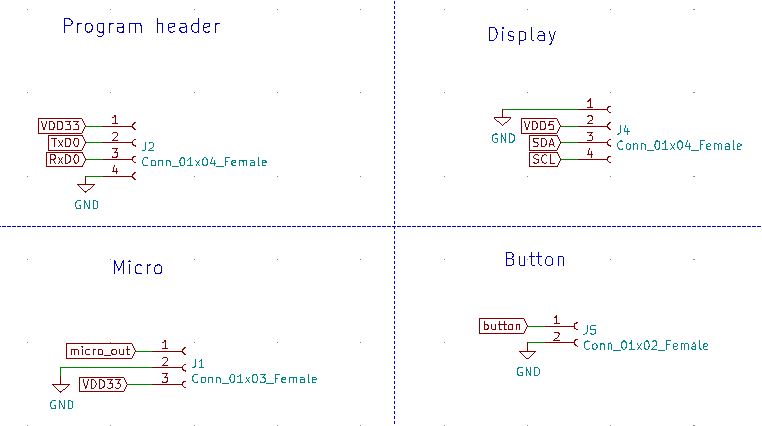 Program header
VDD33 1
TxD0 2
RxD0 3
4
J2
Conn_01x04_Female
GND
Display
1
VDD5 2
SDA 3
SCL 4
GND
J4
Conn_01x04_Female
Micro
micro_out 1
2
VDD33 3
J1
Conn_01x03_Female
GND
Button
button 1
2
J5
Conn_01x02_Female
GND